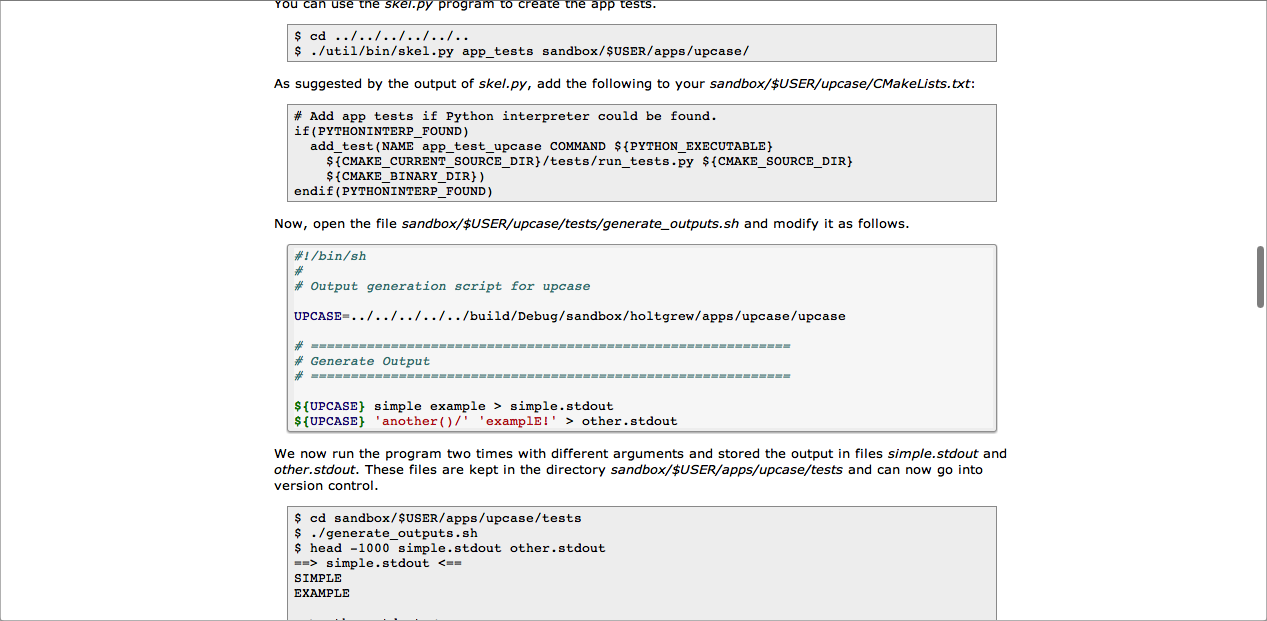 You can use the skel.py program to create the app tests.
$ cd ../../../../../..
$ ./util/bin/skel.py app_tests sandbox/$USER/apps/upcase/
As suggested by the output of skel.py, add the following to your sandbox/$USER/upcase/CMakeLists.txt:
# Add app tests if Python interpreter could be found.
if(PYTHONINTERP_FOUND)
  add_test(NAME app_test_upcase COMMAND ${PYTHON_EXECUTABLE}
    ${CMAKE_CURRENT_SOURCE_DIR}/tests/run_tests.py ${CMAKE_SOURCE_DIR}
    ${CMAKE_BINARY_DIR})
endif(PYTHONINTERP_FOUND)
Now, open the file sandbox/$USER/upcase/tests/generate_outputs.sh and modify it as follows.
#!/bin/sh
#
# Output generation script for upcase
UPCASE=../../../../../build/Debug/sandbox/holtgrew/apps/upcase/upcase
# ============================================================
# Generate Output
# ============================================================
${UPCASE} simple example > simple.stdout
${UPCASE} 'another()/' 'examplE!' > other.stdout
We now run the program two times with different arguments and stored the output in files simple.stdout and
other.stdout. These files are kept in the directory sandbox/$USER/apps/upcase/tests and can now go into
version control.
$ cd sandbox/$USER/apps/upcase/tests
$ ./generate_outputs.sh
$ head -1000 simple.stdout other.stdout
==> simple.stdout <==
SIMPLE
EXAMPLE